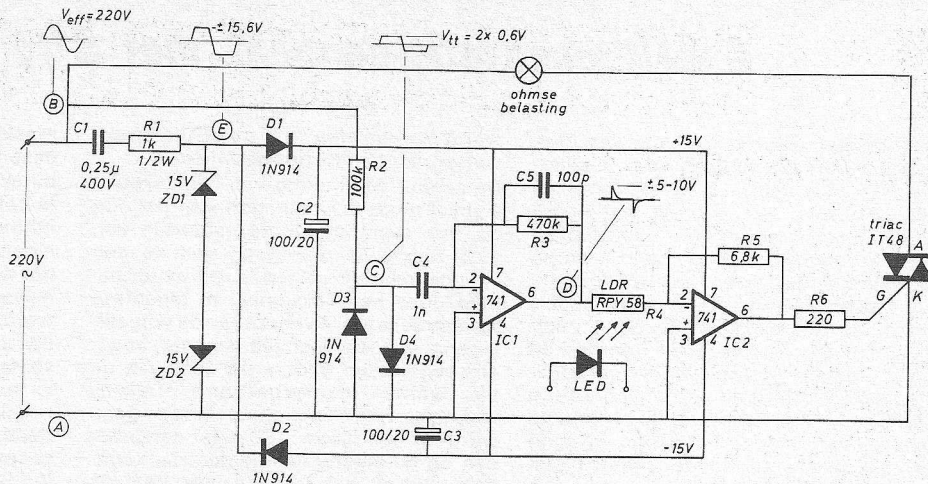 Veff = 220V
-± 15,6V
Vtt = 2x 0,6V
B
ohmse
belasting
C1
R1
1k
1/2W
0,25µ
400V
E
D1
1N914
R2
100k
+15V
C5
100p
±.5-10V
470k
R3
15V
ZD1
C2
100/20
triac
IT48
A
R5
6,8k
220V
~
C
C4
1n
2
7
3
4
6
741
IC1
D
LDR
RPY 58
R4
2
7
3
4
6
741
IC2
R6
220
G
K
D3
1N
914
D4
1N914
15V
ZD2
LED
A
D2
1N914
100/20
C3
-15V